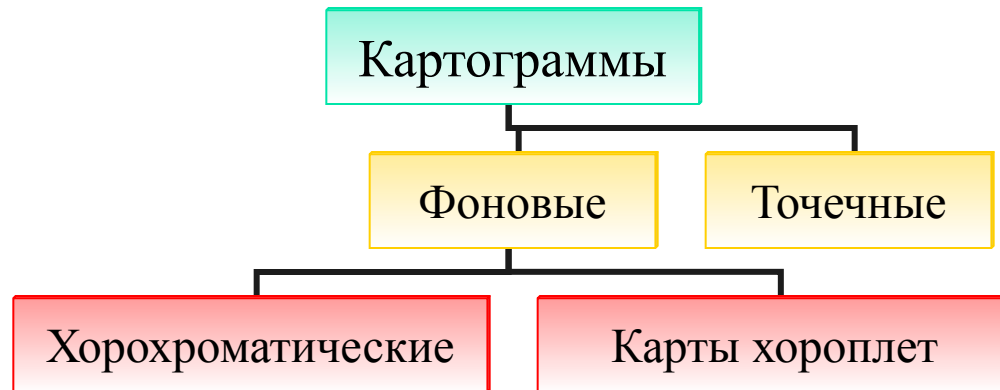 Картограммы
Фоновые
Точечные
Хорохроматические
Карты хороплет